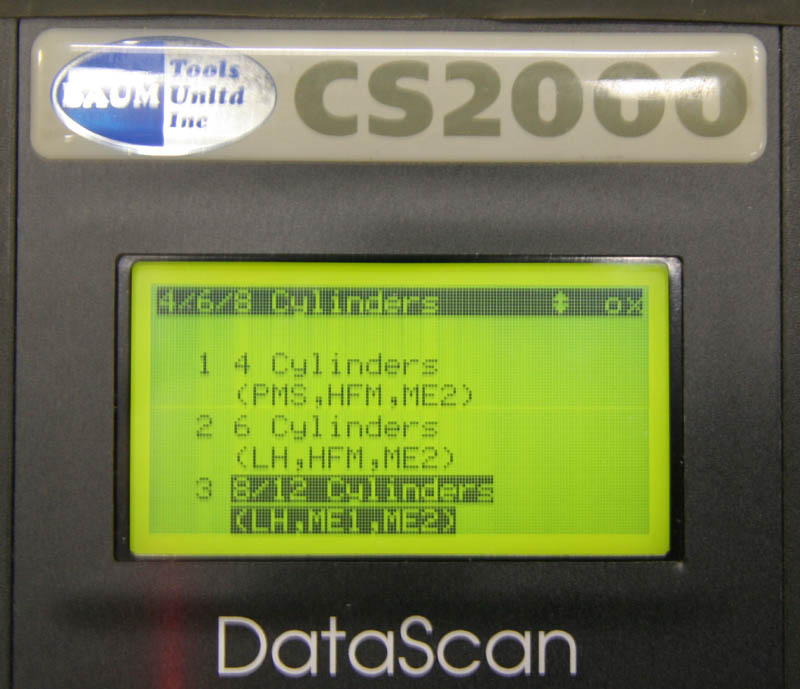 BAUM
Tools
Unltd
Inc
CS2000
4/6/8 Cylinders ox
1 4 Cylinders
(PMS,HFM,ME2)
2 6 Cylinders
(LH,HFM,ME2)
3 8/12 Cylinders
(LH,ME1,ME2)
DataScan